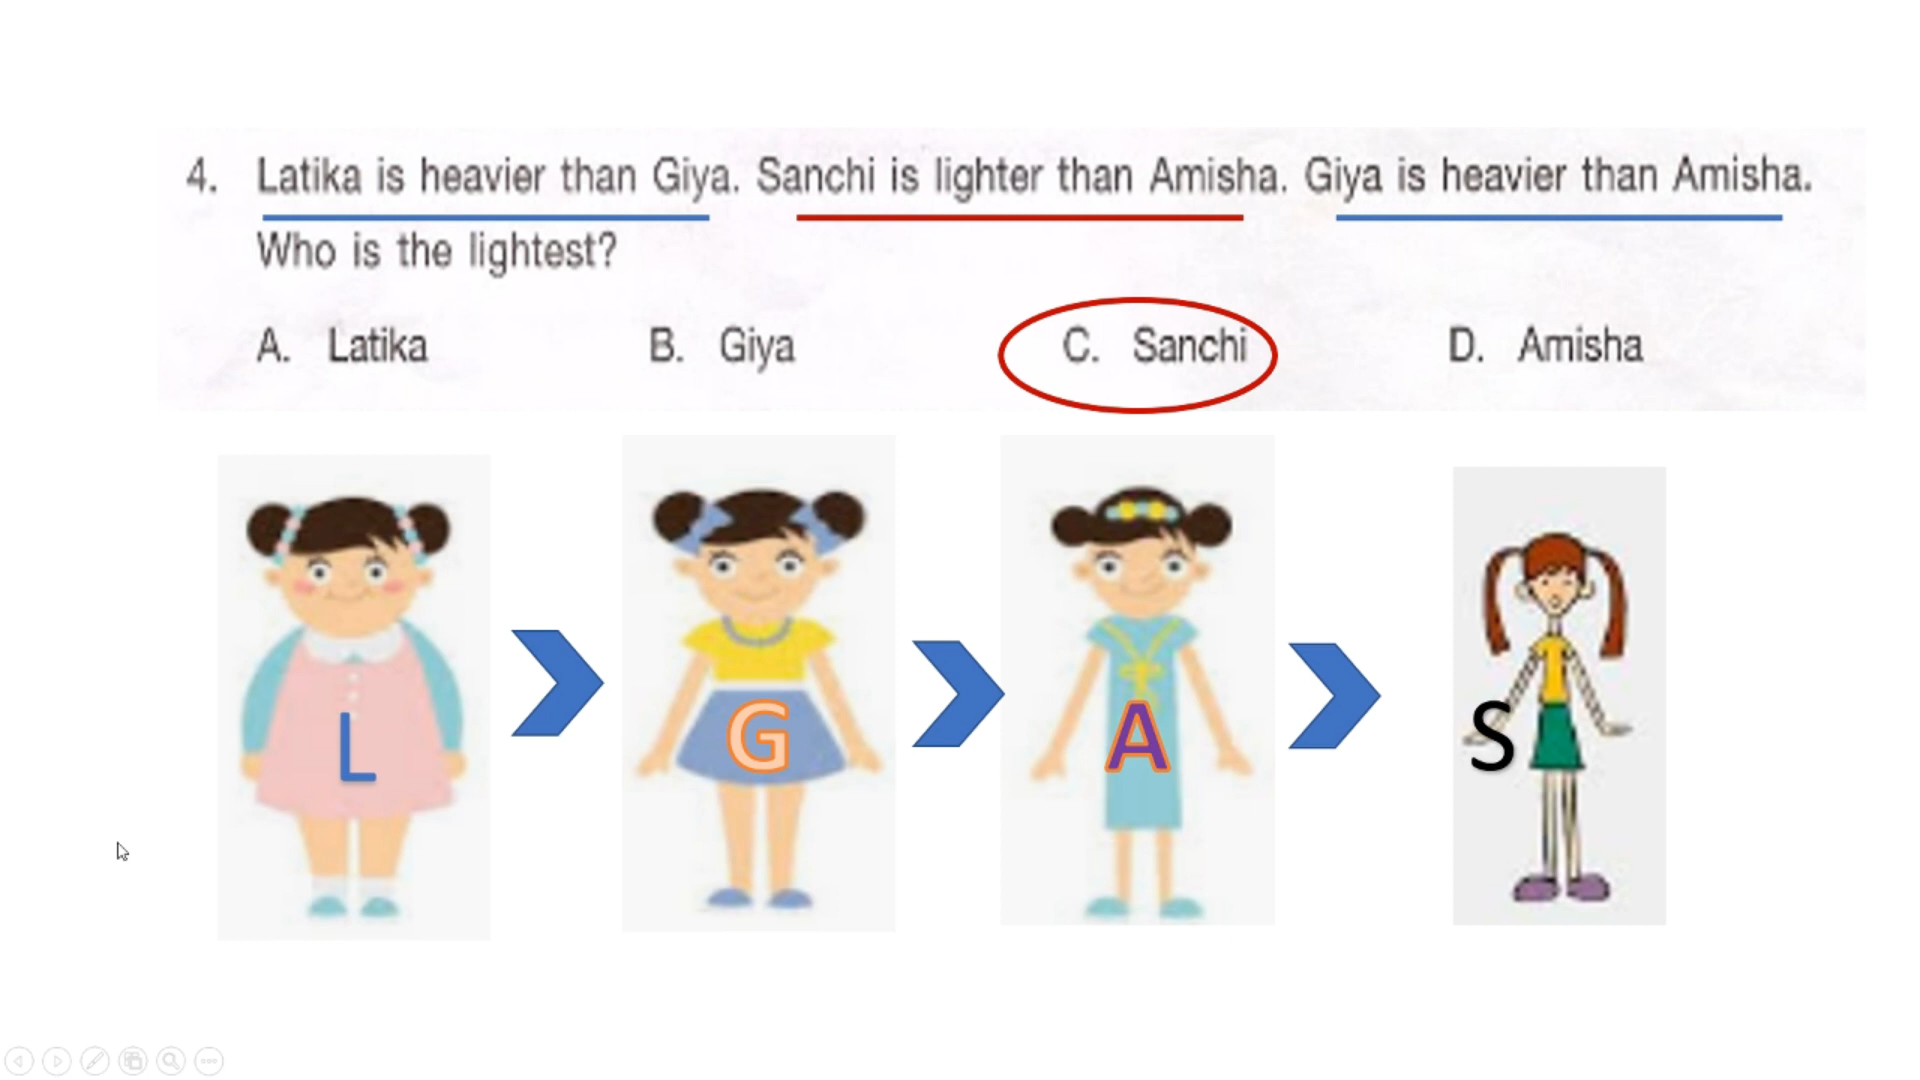 4. Latika is heavier than Giya. Sanchi is lighter than Amisha. Giya is heavier than Amisha.
Who is the lightest?
A. Latika B. Giya C. Sanchi D. Amisha
L G A S